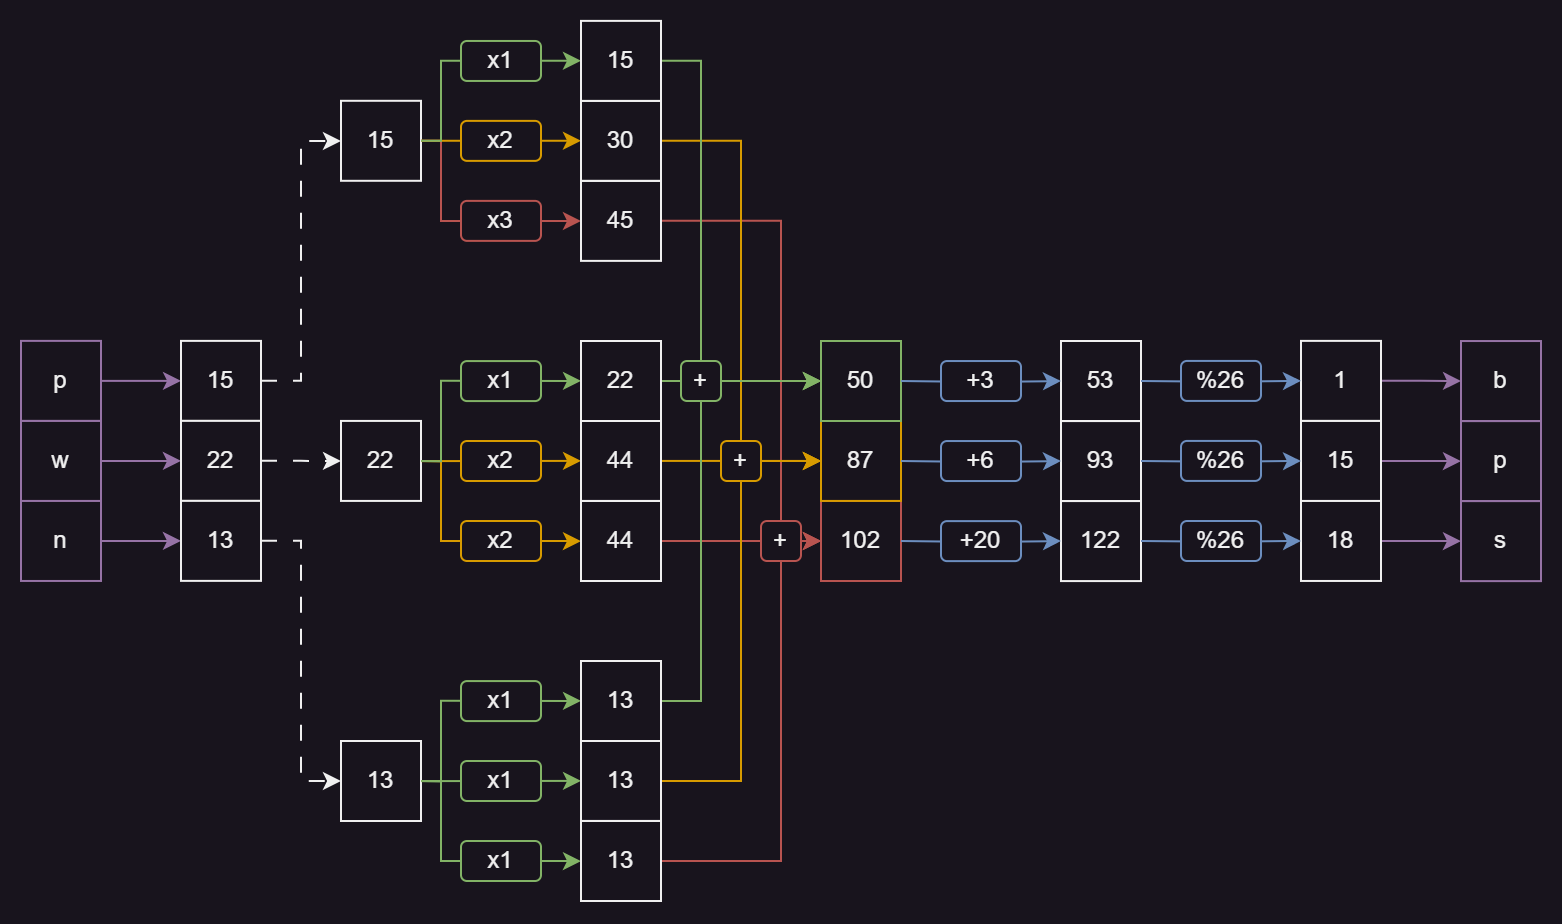 x1 15
15 x2 30
x3 45
p 15 x1 22 + 50 +3 53 %26 1 b
w 22 22 x2 44 + 87 +6 93 %26 15 p
n 13 x2 44 + 102 +20 122 %26 18 s
x1 13
13 x1 13
x1 13